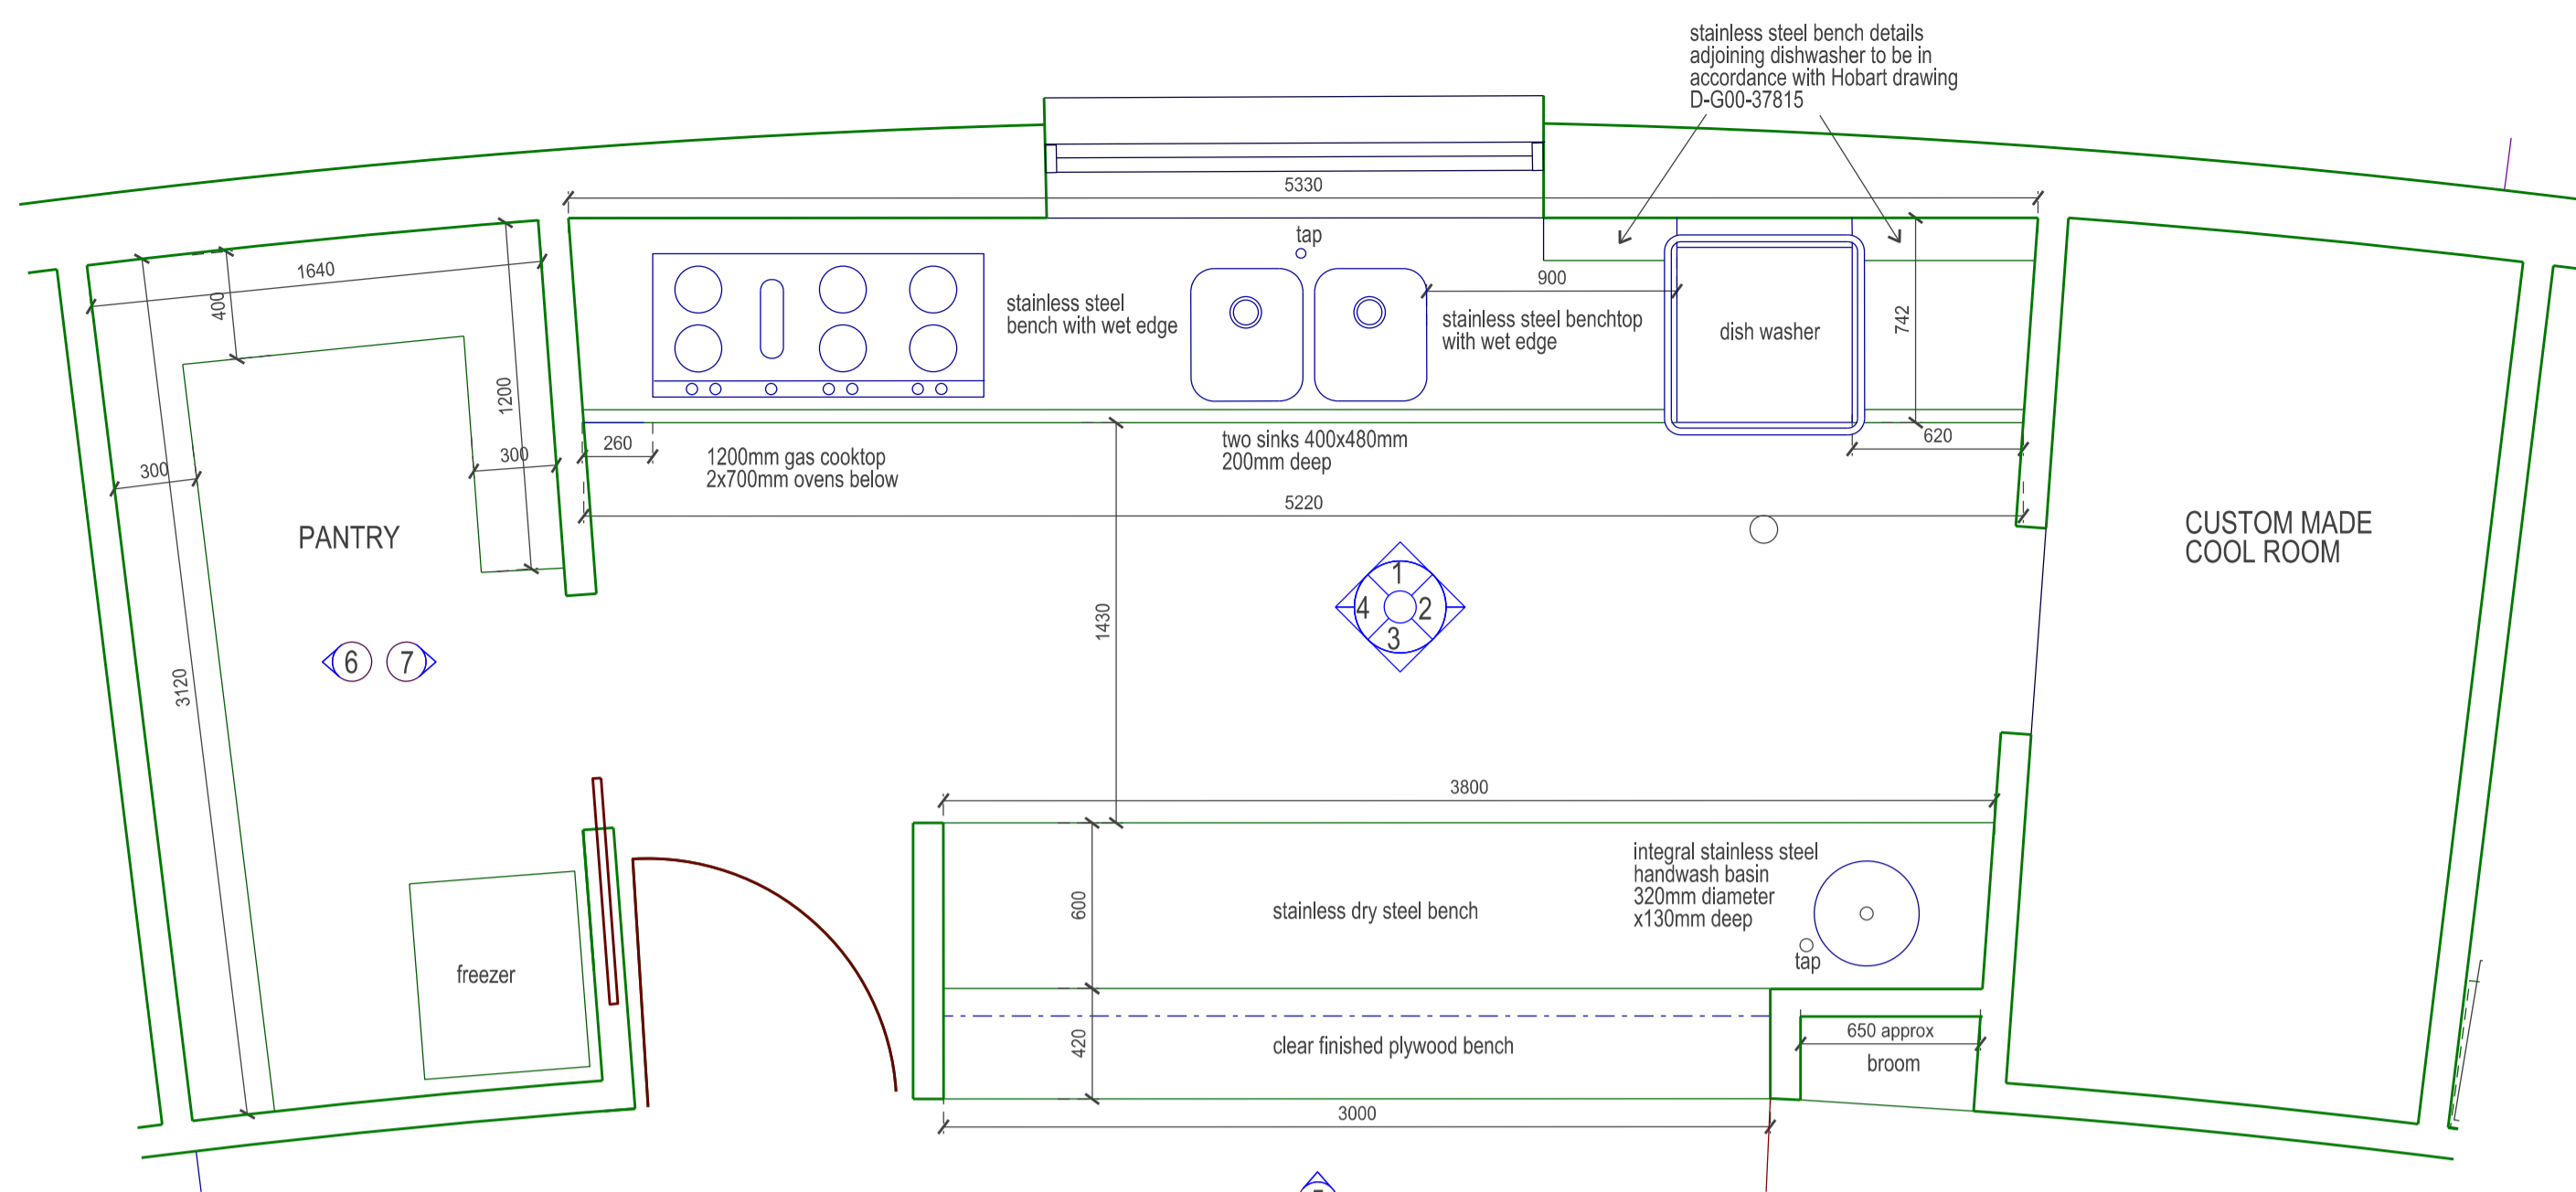 stainless steel bench details
adjoining dishwasher to be in
accordance with Hobart drawing
D-G00-37815
5330
tap
1640
400
900
stainless steel
bench with wet edge
stainless steel benchtop
with wet edge
dish washer
742
1200
300
300
260
1200mm gas cooktop
2x700mm ovens below
two sinks 400x480mm
200mm deep
620
5220
PANTRY
CUSTOM MADE
COOL ROOM
1
4
2
3
1430
6
7
3120
3800
integral stainless steel
handwash basin
320mm diameter
x130mm deep
600
stainless dry steel bench
tap
freezer
420
clear finished plywood bench
650 approx
broom
3000